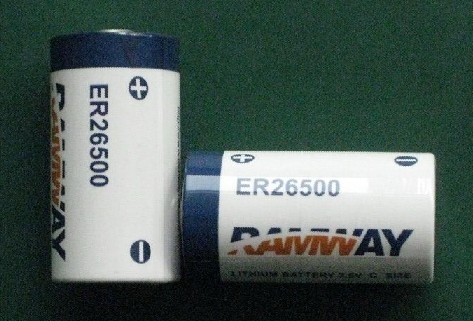 ER26500
RAMWAY
ER26500
RAMWAY
LITHIUM BATTERY 3.6V C SIZE